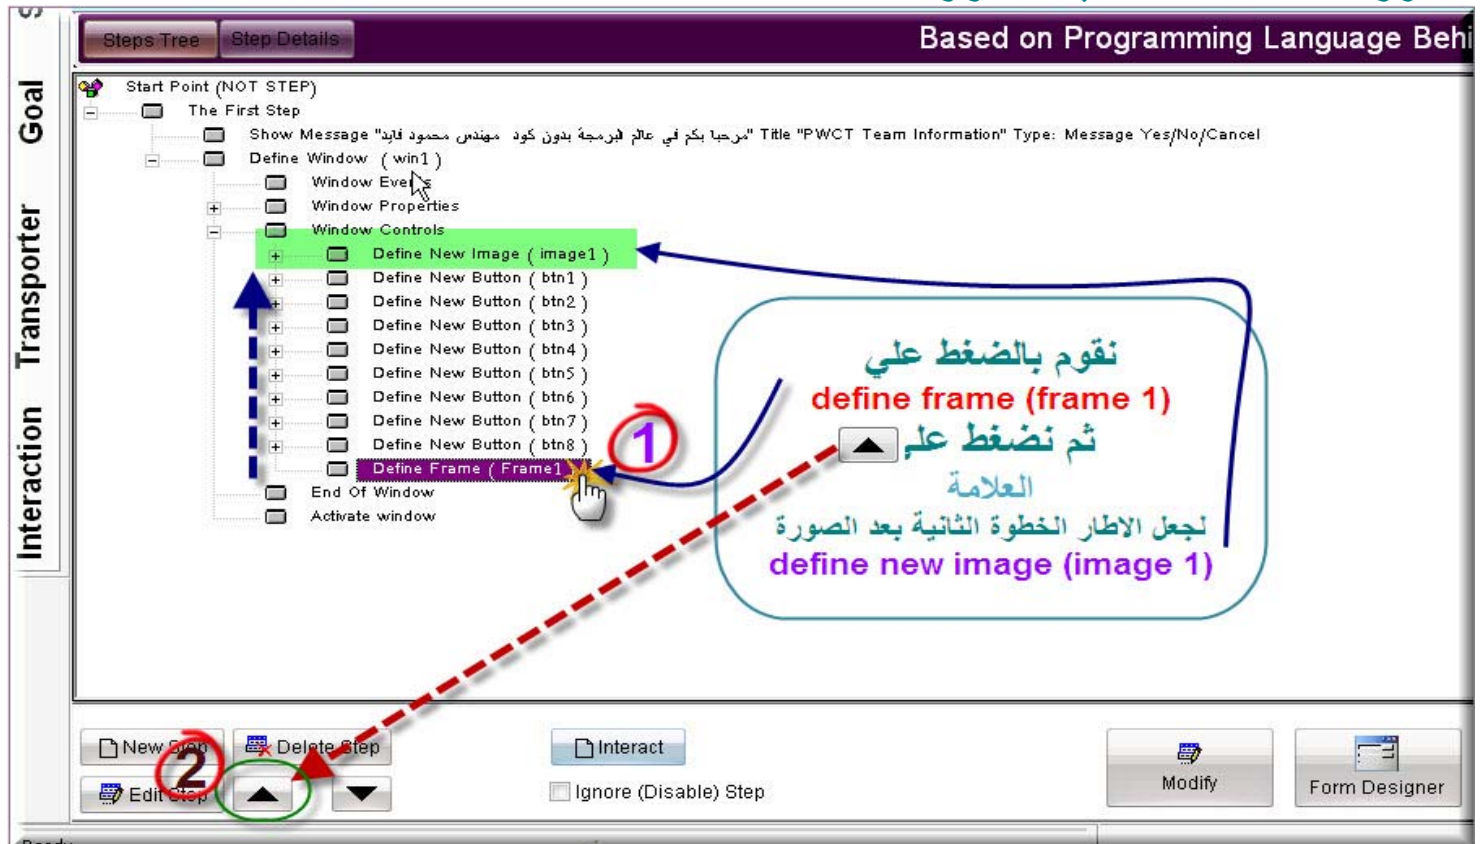 Steps Tree
Step Details
Based on Programming Language Behi
Goal
Transporter
Interaction
Start Point (NOT STEP)
The First Step
Show Message "مرحبا بكم في عالم البرمجة بدون كود مهندس محمود فايد" Title "PWCT Team Information" Type: Message Yes/No/Cancel
Define Window ( win1 )
Window Events
Window Properties
Window Controls
Define New Image ( image1 )
Define New Button ( btn1 )
Define New Button ( btn2 )
Define New Button ( btn3 )
Define New Button ( btn4 )
Define New Button ( btn5 )
Define New Button ( btn6 )
Define New Button ( btn7 )
Define New Button ( btn8 )
Define Frame ( Frame1 )
End Of Window
Activate window
1
نقوم بالضغط علي
define frame (frame 1)
ثم نضغط علي
العلامة
لجعل الاطار الخطوة الثانية بعد الصورة
define new image (image 1)
New Step
Delete Step
Interact
2
Edit Step
Ignore (Disable) Step
Modify
Form Designer